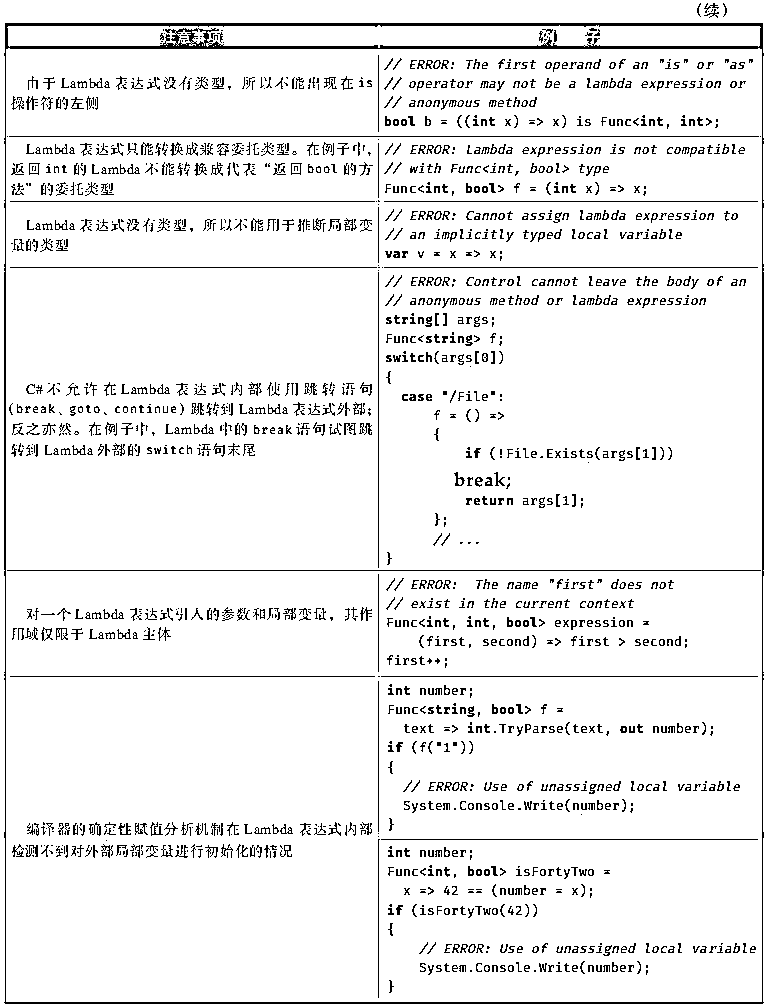 （续）
注意事项
例 子
由于 Lambda 表达式没有类型，所以不能出现在 is
操作符的左侧
// ERROR: The first operand of an "is" or "as"
// operator may not be a lambda expression or
// anonymous method
bool b = ((int x) => x) is Func<int, int>;
Lambda 表达式只能转换成兼容委托类型。在例子中，
返回 int 的 Lambda 不能转换成代表“返回 bool 的方
法”的委托类型
// ERROR: Lambda expression is not compatible
// with Func<int, bool> type
Func<int, bool> f = (int x) => x;
Lambda 表达式没有类型，所以不能用于推断局部变
量的类型
// ERROR: Cannot assign lambda expression to
// an implicitly typed local variable
var v = x => x;
C# 不允许在 Lambda 表达式内部使用跳转语句
(break、goto、continue) 跳转到 Lambda 表达式外部；
反之亦然。在例子中，Lambda 中的 break 语句试图跳
转到 Lambda 外部的 switch 语句末尾
// ERROR: Control cannot leave the body of an
// anonymous method or lambda expression
string[] args;
Func<string> f;
switch(args[0])
{
case "/File":
f = () =>
{
if (!File.Exists(args[1]))
break;
return args[1];
};
// ...
}
对一个 Lambda 表达式引人的参数和局部变量，其作
用域仅限于 Lambda 主体
// ERROR: The name "first" does not
// exist in the current context
Func<int, int, bool> expression =
(first, second) => first > second;
first++;
编译器的确定性赋值分析机制在 Lambda 表达式内部
检测不到对外部局部变量进行初始化的情况
int number;
Func<string, bool> f =
text => int.TryParse(text, out number);
if (f("1"))
{
// ERROR: Use of unassigned local variable
System.Console.Write(number);
}
int number;
Func<int, bool> isFortyTwo =
x => 42 == (number = x);
if (isFortyTwo(42))
{
// ERROR: Use of unassigned local variable
System.Console.Write(number);
}